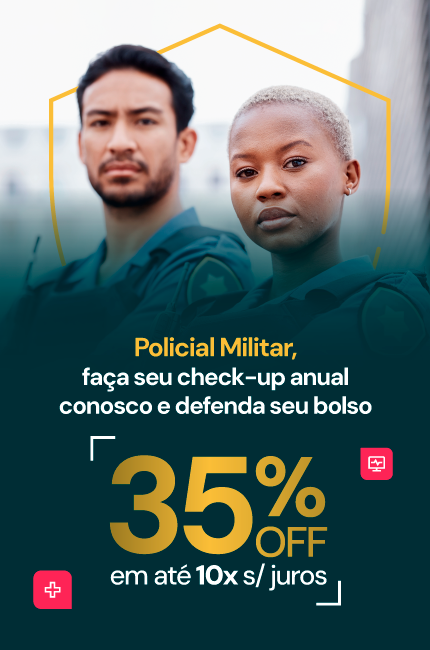 Policial Militar,
faça seu check-up anual
conosco e defenda seu bolso
35%
OFF
em até 10x s/ juros